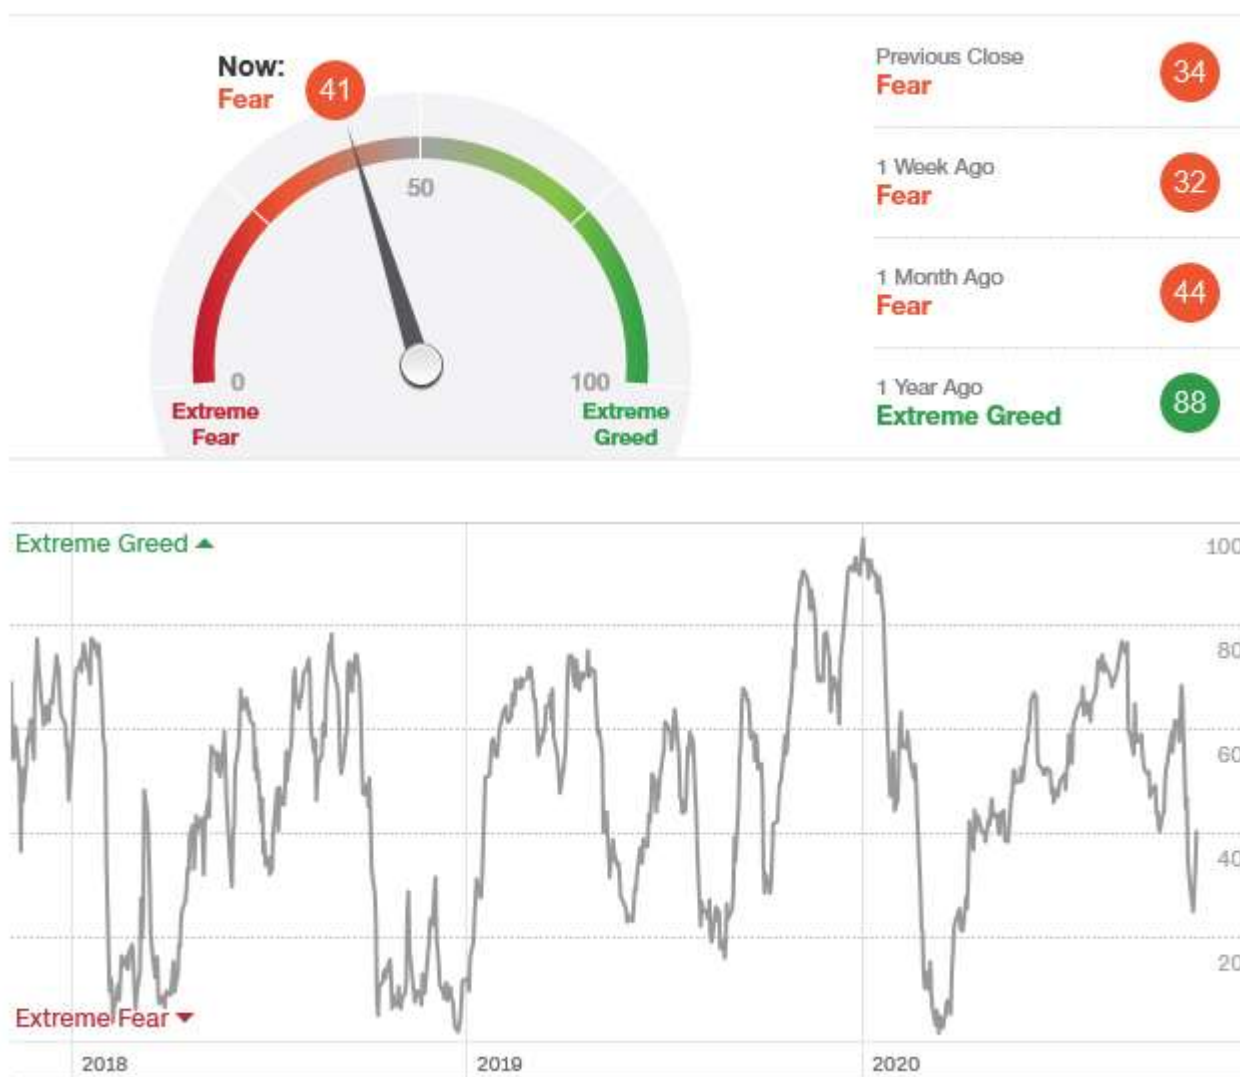 Now:
Fear
41
50
0
100
Extreme
Fear
Extreme
Greed
Previous Close
Fear
34
1 Week Ago
Fear
32
1 Month Ago
Fear
44
1 Year Ago
Extreme Greed
88
Extreme Greed
100
80
60
40
20
Extreme Fear
2018
2019
2020